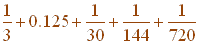 1/3 + 0.125 + 1/30 + 1/144 + 1/720